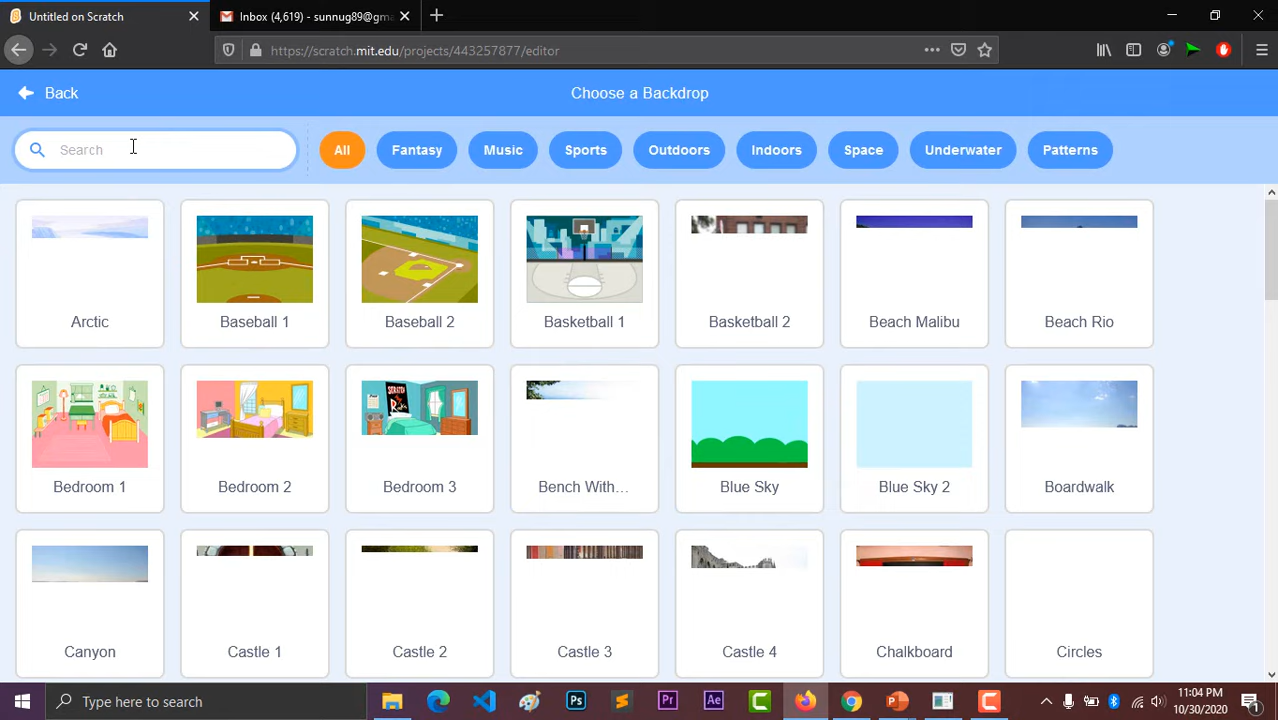 Untitled on Scratch
Inbox (4,619) - sunnug89@gma
https://scratch.mit.edu/projects/443257877/editor
Back
Choose a Backdrop
Search
All
Fantasy
Music
Sports
Outdoors
Indoors
Space
Underwater
Patterns
Arctic
Baseball 1
Baseball 2
Basketball 1
Basketball 2
Beach Malibu
Beach Rio
Bedroom 1
Bedroom 2
Bedroom 3
Bench With...
Blue Sky
Blue Sky 2
Boardwalk
Canyon
Castle 1
Castle 2
Castle 3
Castle 4
Chalkboard
Circles
Type here to search
11:04 PM
10/30/2020